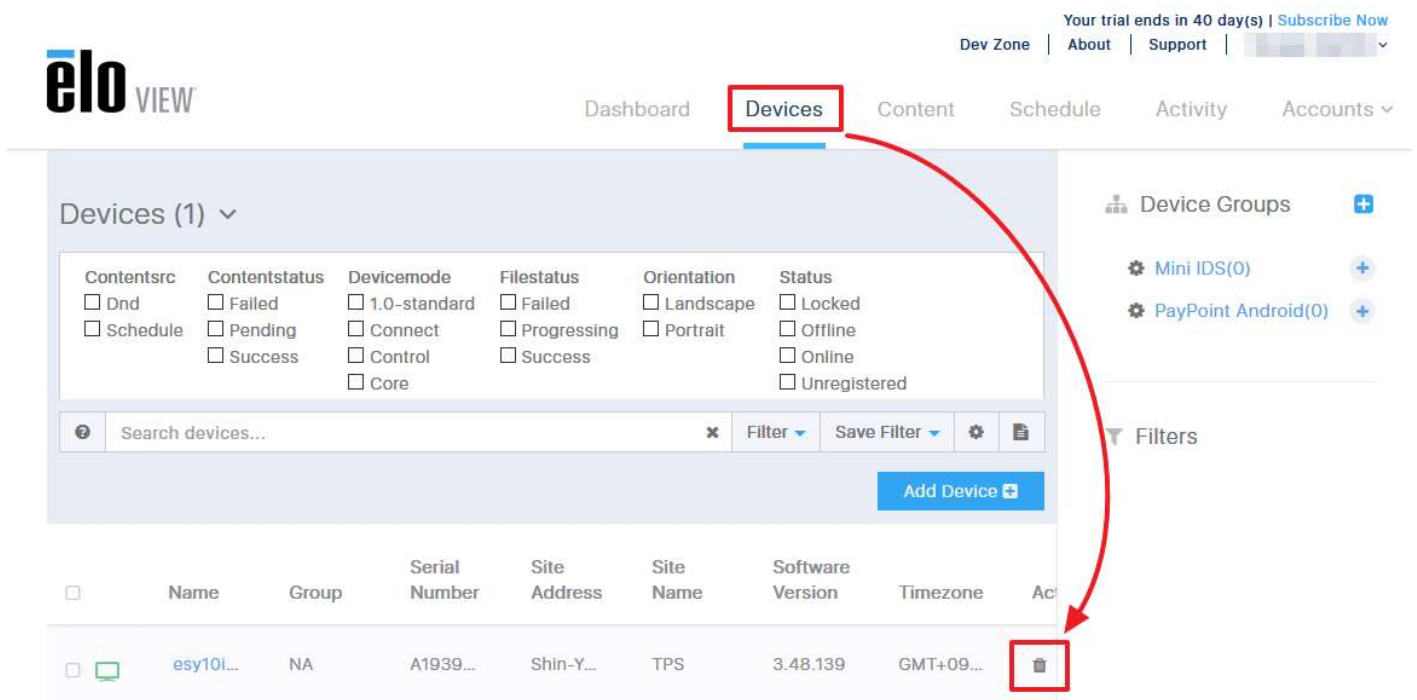 Your trial ends in 40 day(s) | Subscribe Now
Dev Zone | About | Support |
ēlo VIEW
Dashboard Devices Content Schedule Activity Accounts
Devices (1)
Contentsrc Contentstatus Devicemode Filestatus Orientation Status
Dnd Failed 1.0-standard Failed Landscape Locked
Schedule Pending Connect Progressing Portrait Offline
Success Control Success Online
Core Unregistered
Search devices... Filter Save Filter
Add Device
Device Groups
Mini IDS(0)
PayPoint Android(0)
Filters
Name Group Serial Number Site Address Site Name Software Version Timezone Act
esy10i... NA A1939... Shin-Y... TPS 3.48.139 GMT+09...